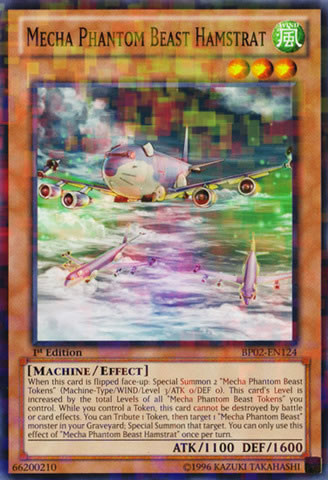 MECHA PHANTOM BEAST HAMSTRAT
WIND
風
1st Edition
BP02-EN124
[MACHINE/EFFECT]
When this card is flipped face-up: Special Summon 2 "Mecha Phantom Beast
Tokens" (Machine-Type/WIND/Level 3/ATK 0/DEF 0). This card's Level is
increased by the total Levels of all "Mecha Phantom Beast Tokens" you
control. While you control a Token, this card cannot be destroyed by battle
or card effects. You can Tribute 1 Token, then target 1 "Mecha Phantom Beast"
monster in your Graveyard; Special Summon that target. You can only use this
effect of "Mecha Phantom Beast Hamstrat" once per turn.
ATK/1100 DEF/1600
66200210
©1996 KAZUKI TAKAHASHI